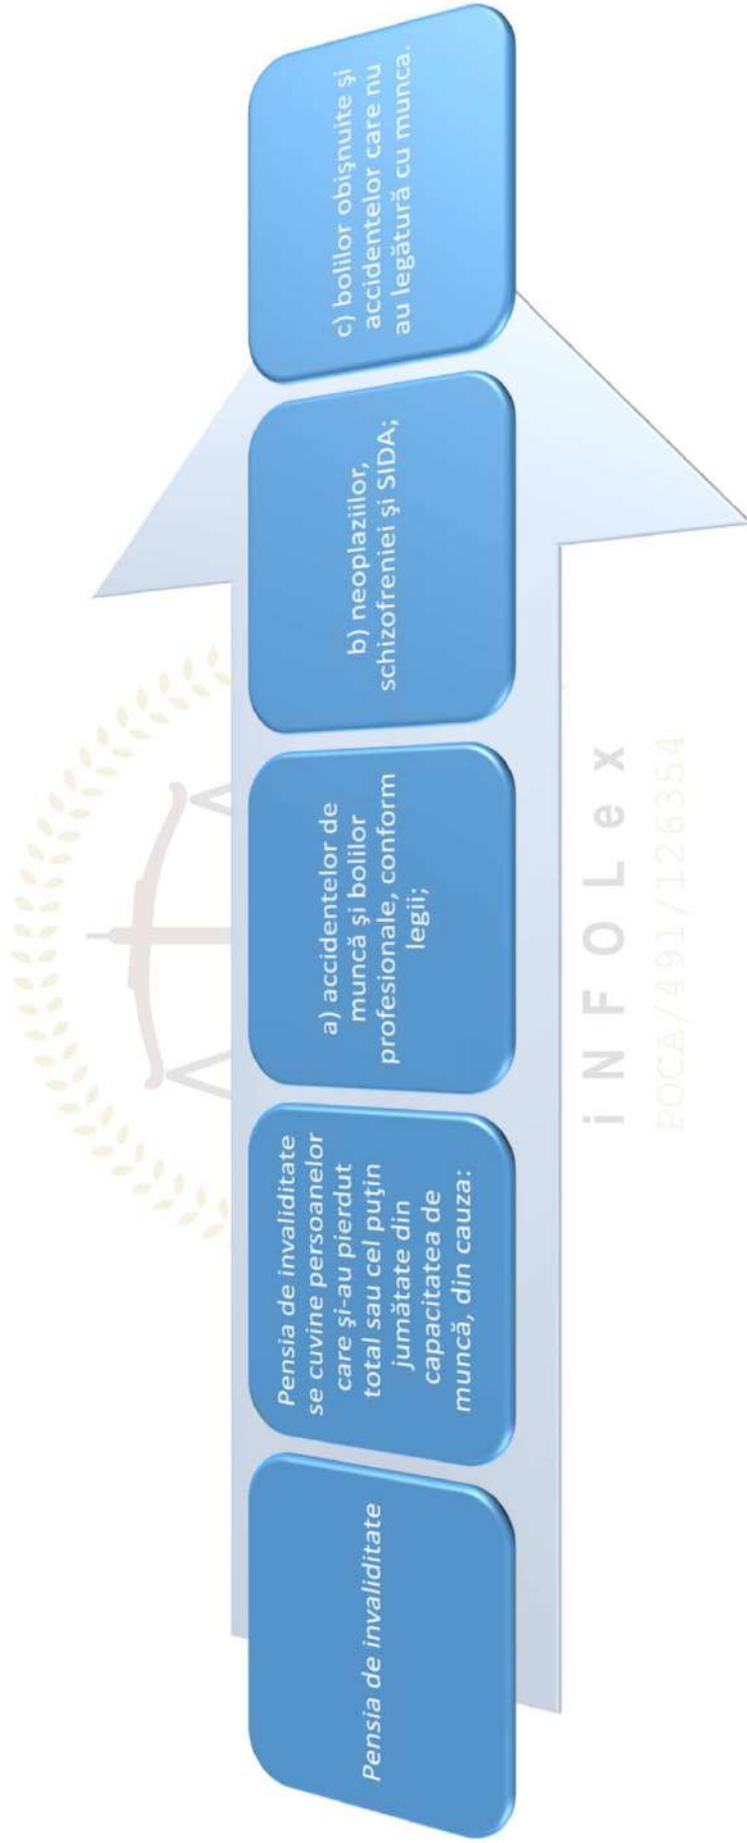 Pensia de invaliditate
Pensia de invaliditate
se cuvine persoanelor
care şi-au pierdut
total sau cel puţin
jumătate din
capacitatea de
muncă, din cauza:
a) accidentelor de
muncă şi bolilor
profesionale, conform
legii;
b) neoplaziilor,
schizofreniei şi SIDA;
c) bolilor obişnuite şi
accidentelor care nu
au legătură cu munca.
iNFOLex
POCA/491/126354